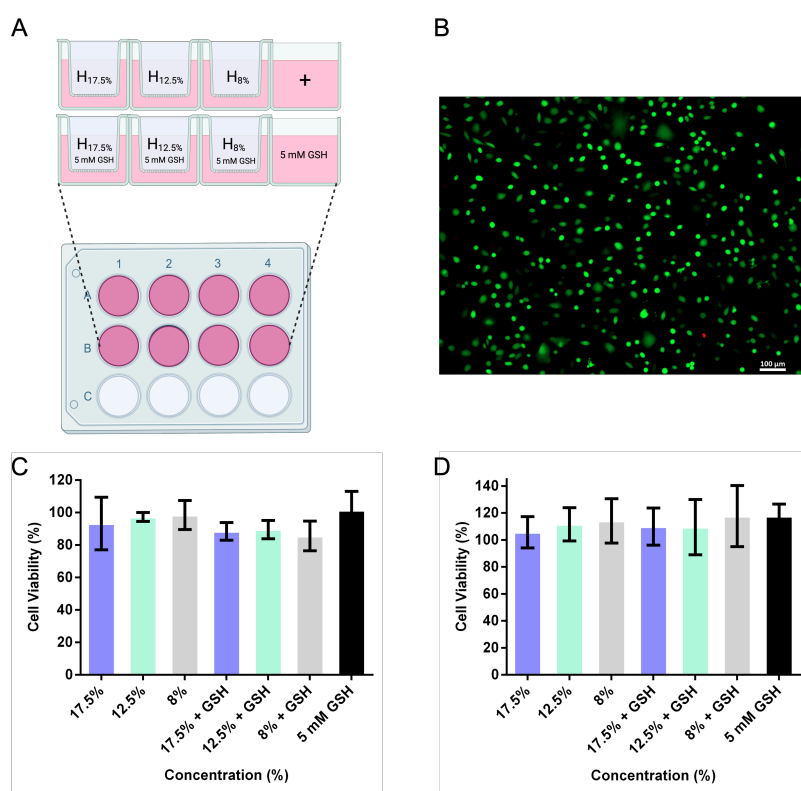 A
H17.5%
H12.5%
H8%
+
H17.5%
5 mM GSH
H12.5%
5 mM GSH
H8%
5 mM GSH
5 mM GSH
1 2 3 4
A
B
C
B
100 µm
C
Cell Viability (%)
120
100
80
60
40
20
0
17.5%
12.5%
8%
17.5% + GSH
12.5% + GSH
8% + GSH
5 mM GSH
Concentration (%)
D
Cell Viability (%)
140
120
100
80
60
40
20
0
17.5%
12.5%
8%
17.5% + GSH
12.5% + GSH
8% + GSH
5 mM GSH
Concentration (%)